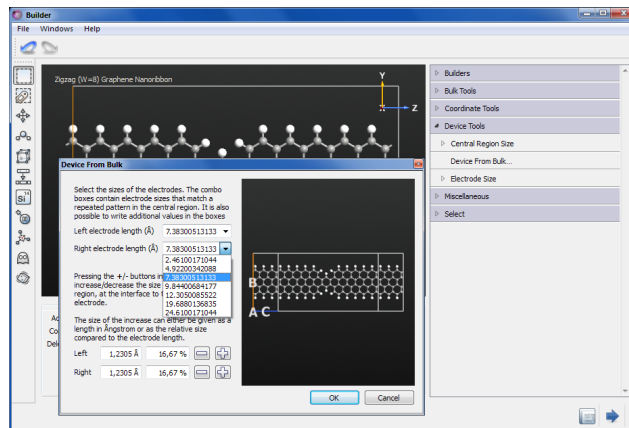 Builder
File Windows Help
Zigzag (W=8) Graphene Nanoribbon
Y
X
Z
Builders
Bulk Tools
Coordinate Tools
Device Tools
Central Region Size
Device From Bulk...
Electrode Size
Miscellaneous
Select
Si
Device From Bulk
Select the sizes of the electrodes. The combo
boxes contain electrode sizes that match a
repeated pattern in the central region. It is also
possible to write additional values in the boxes
Left electrode length (Å) 7.38300513133
Right electrode length (Å) 7.38300513133
2.46100171044
4.92200342088
7.38300513133
9.84400684177
12.3050085522
19.6880136835
24.6100171044
Pressing the +/- buttons in
increase/decrease the size
region, at the interface to t
electrode.
The size of the increase can either be given as a
length in Ångstrom or as the relative size
compared to the electrode length.
Left 1,2305 Å 16,67 %
Right 1,2305 Å 16,67 %
B
A C
OK Cancel
Co
Del